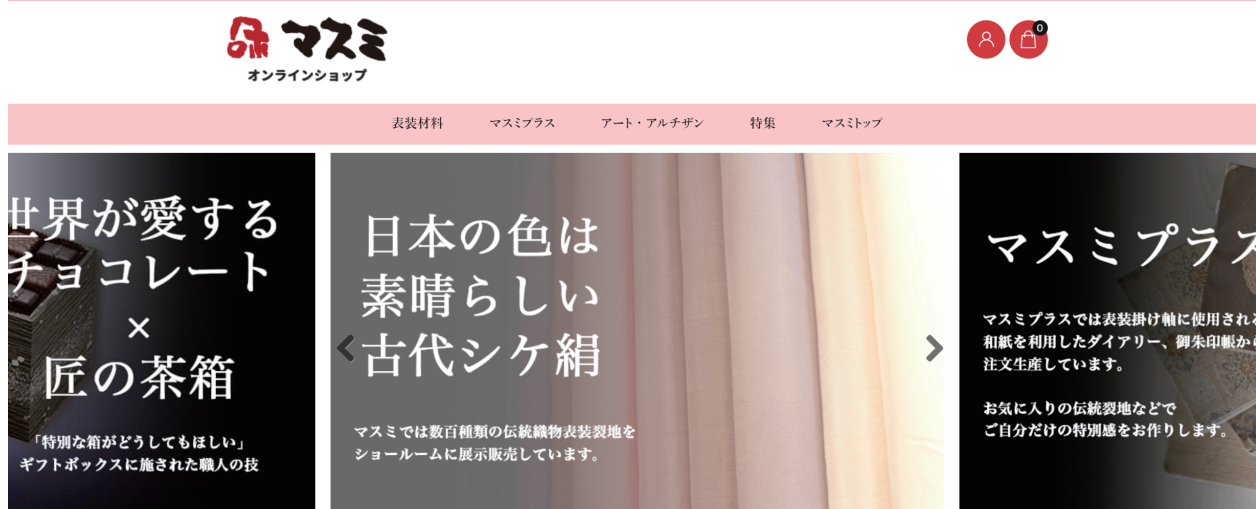 マスミ
オンラインショップ
0
表装材料
マスミプラス
アート・アルチザン
特集
マスミトップ
世界が愛する
チョコレート
×
匠の茶箱
「特別な箱がどうしてもほしい」
ギフトボックスに施された職人の技
日本の色は
素晴らしい
古代シケ絹
マスミでは数百種類の伝統織物表装裂地を
ショールームに展示販売しています。
マスミプラス
マスミプラスでは表装掛け軸に使用される
和紙を利用したダイアリー、御朱印帳から
注文生産しています。
お気に入りの伝統裂地などで
ご自分だけの特別感をお作りします。